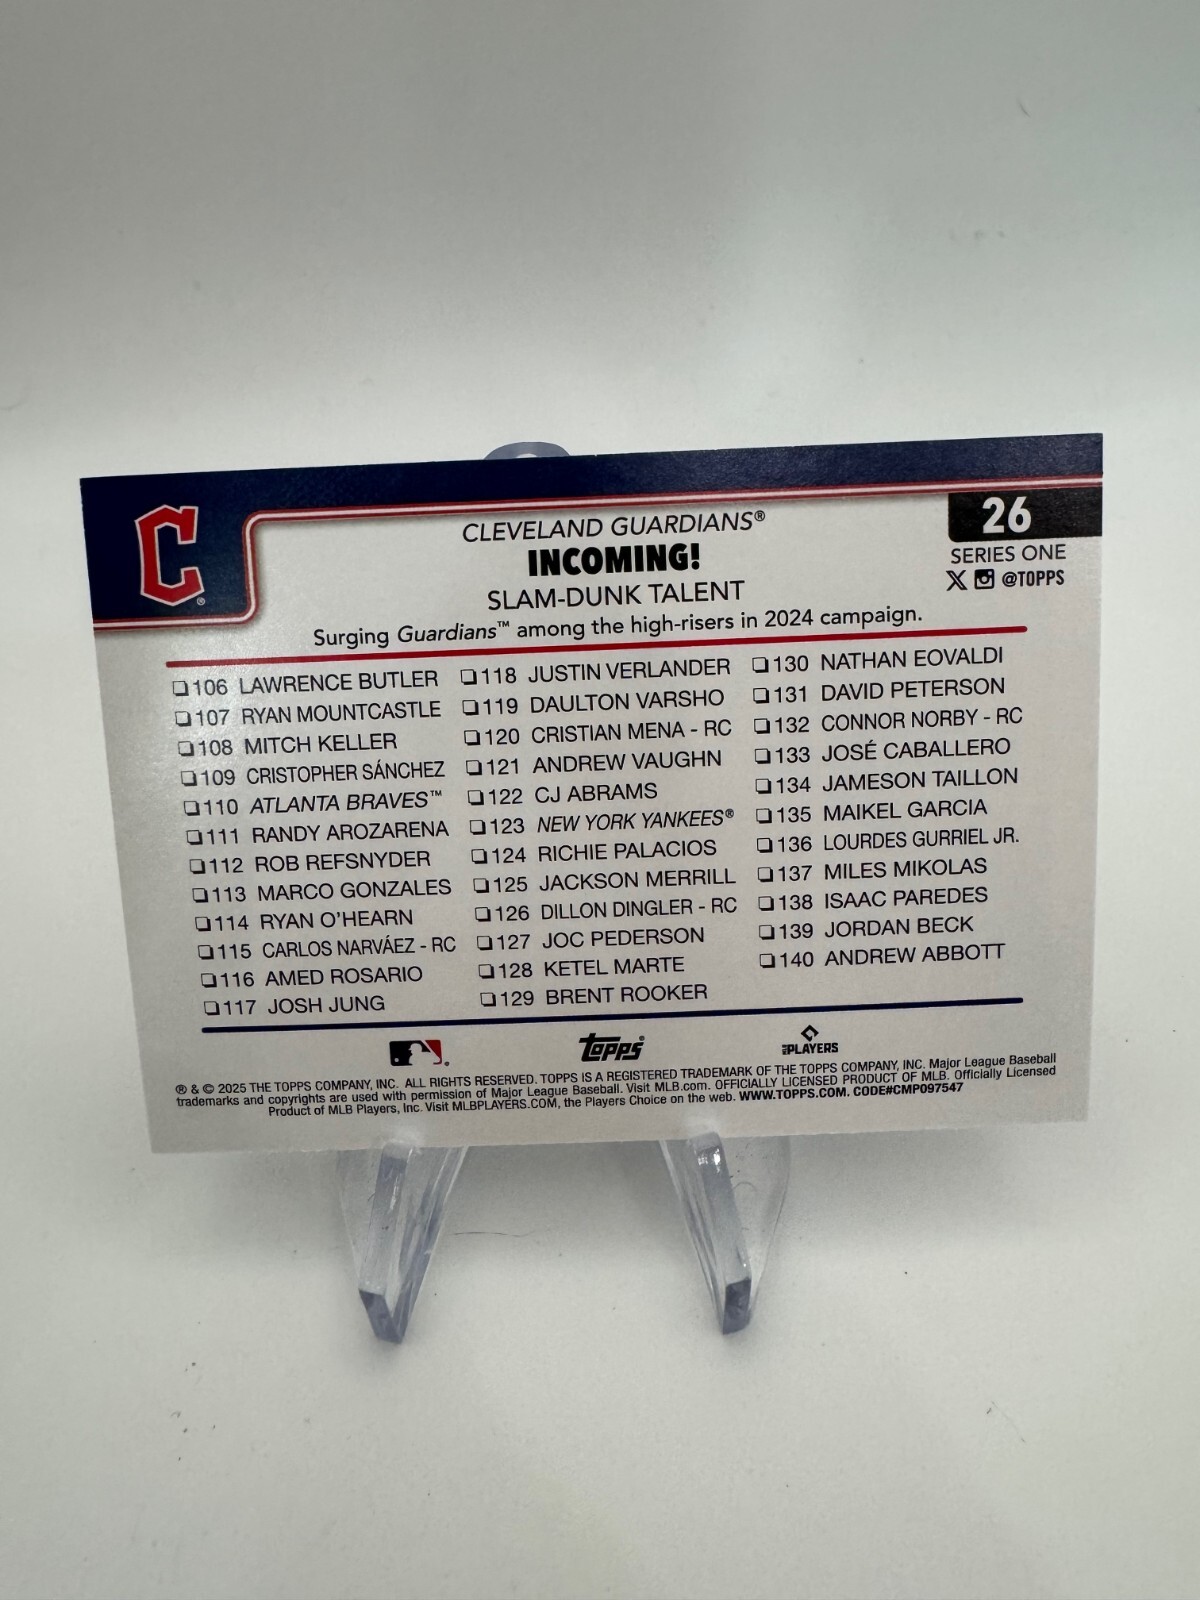 C®
CLEVELAND GUARDIANS®
INCOMING!
SLAM-DUNK TALENT
Surging Guardians™ among the high-risers in 2024 campaign.
26
SERIES ONE
X @TOPPS
❏106 LAWRENCE BUTLER
❏107 RYAN MOUNTCASTLE
❏108 MITCH KELLER
❏109 CRISTOPHER SÁNCHEZ
❏110 ATLANTA BRAVES™
❏111 RANDY AROZARENA
❏112 ROB REFSNYDER
❏113 MARCO GONZALES
❏114 RYAN O'HEARN
❏115 CARLOS NARVÁEZ - RC
❏116 AMED ROSARIO
❏117 JOSH JUNG
❏118 JUSTIN VERLANDER
❏119 DAULTON VARSHO
❏120 CRISTIAN MENA - RC
❏121 ANDREW VAUGHN
❏122 CJ ABRAMS
❏123 NEW YORK YANKEES®
❏124 RICHIE PALACIOS
❏125 JACKSON MERRILL
❏126 DILLON DINGLER - RC
❏127 JOC PEDERSON
❏128 KETEL MARTE
❏129 BRENT ROOKER
❏130 NATHAN EOVALDI
❏131 DAVID PETERSON
❏132 CONNOR NORBY - RC
❏133 JOSÉ CABALLERO
❏134 JAMESON TAILLON
❏135 MAIKEL GARCIA
❏136 LOURDES GURRIEL JR.
❏137 MILES MIKOLAS
❏138 ISAAC PAREDES
❏139 JORDAN BECK
❏140 ANDREW ABBOTT
Topps®
PLAYERS
® & © 2025 THE TOPPS COMPANY, INC. ALL RIGHTS RESERVED. TOPPS IS A REGISTERED TRADEMARK OF THE TOPPS COMPANY, INC. Major League Baseball
trademarks and copyrights are used with permission of Major League Baseball. Visit MLB.com. OFFICIALLY LICENSED PRODUCT OF MLB. Officially Licensed
Product of MLB Players, Inc. Visit MLBPLAYERS.COM, the Players Choice on the web. WWW.TOPPS.COM. CODE#CMP097547